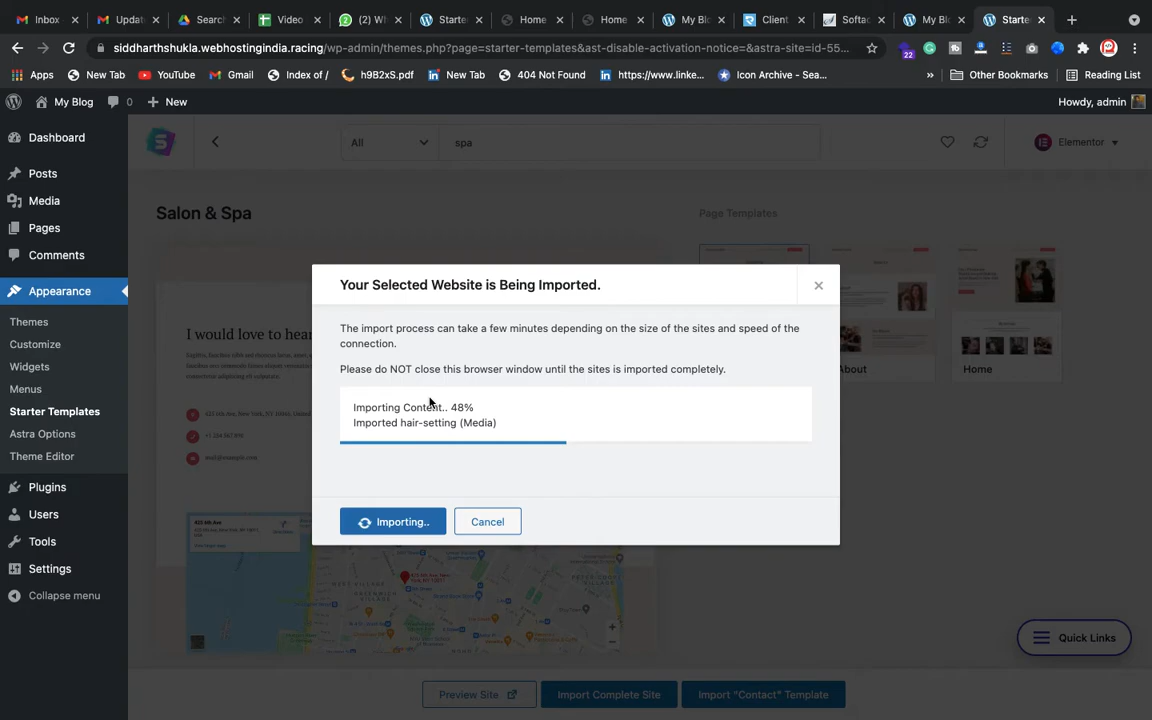 Inbox
Updat
Search
Video
(2) Wh
Starte
Home
Home
My Blo
Client
Softac
My Blo
Starte
siddharthshukla.webhostingindia.racing/wp-admin/themes.php?page=starter-templates&ast-disable-activation-notice=&astra-site=id-55...
22
Apps
New Tab
YouTube
Gmail
Index of /
h9B2xS.pdf
New Tab
404 Not Found
https://www.linke...
Icon Archive - Sea...
»
Other Bookmarks
Reading List
My Blog
0
New
Howdy, admin
Dashboard
Posts
Media
Pages
Comments
Appearance
Themes
Customize
Widgets
Menus
Starter Templates
Astra Options
Theme Editor
Plugins
Users
Tools
Settings
Collapse menu
All
spa
Elementor
Salon & Spa
Page Templates
I would love to hear
About
Home
Your Selected Website is Being Imported.
The import process can take a few minutes depending on the size of the sites and speed of the
connection.
Please do NOT close this browser window until the sites is imported completely.
Importing Content.. 48%
Imported hair-setting (Media)
Importing..
Cancel
Quick Links
Preview Site
Import Complete Site
Import "Contact" Template